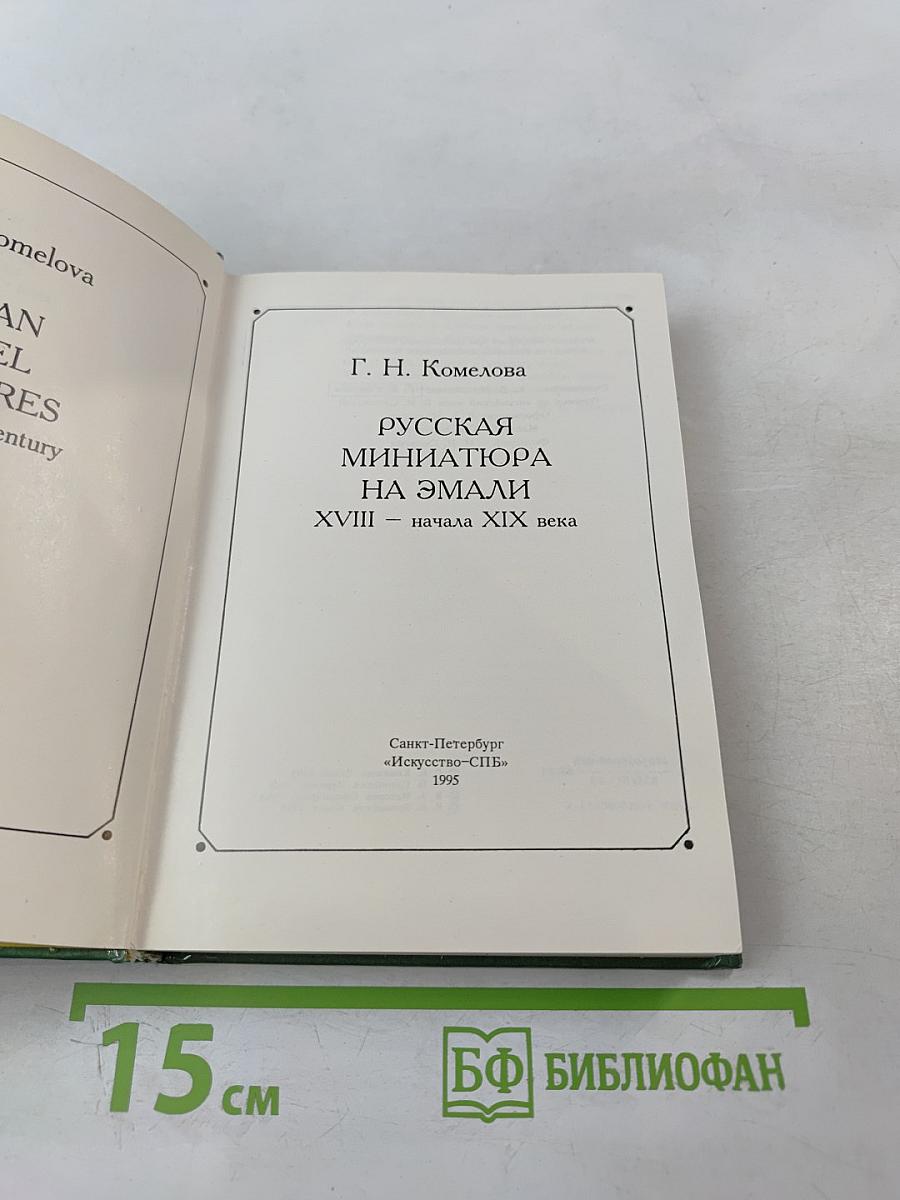 omelova
AN
EL
RES
entury
Г. Н. Комелова
РУССКАЯ
МИНИАТЮРА
НА ЭМАЛИ
XVIII – начала XIX века
Санкт-Петербург
«Искусство–СПБ»
1995
15 см
БФ БИБЛИОФАН